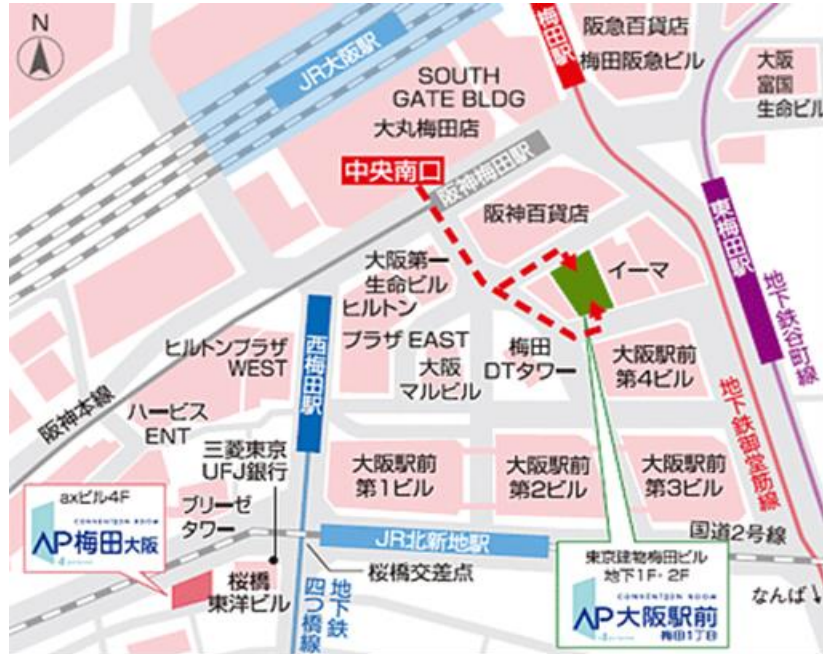 N
JR大阪駅
SOUTH
GATE BLDG
大丸梅田店
梅田駅
阪急百貨店
梅田阪急ビル
大阪
富国
生命ビル
中央南口
阪神梅田駅
阪神百貨店
東梅田駅
地下鉄谷町線
大阪第一
生命ビル
イーマ
ヒルトン
プラザ EAST
ヒルトンプラザ
WEST
西梅田駅
大阪
マルビル
梅田
DTタワー
大阪駅前
第4ビル
地下鉄御堂筋線
阪神本線
ハービス
ENT
三菱東京
UFJ銀行
大阪駅前
第1ビル
大阪駅前
第2ビル
大阪駅前
第3ビル
axビル4F
CONVENTION ROOM
AP梅田大阪
ブリーゼ
タワー
JR北新地駅
国道2号線
桜橋
東洋ビル
地下鉄
四つ橋線
桜橋交差点
東京建物梅田ビル
地下1F・2F
CONVENTION ROOM
AP大阪駅前
梅田1丁目
なんば